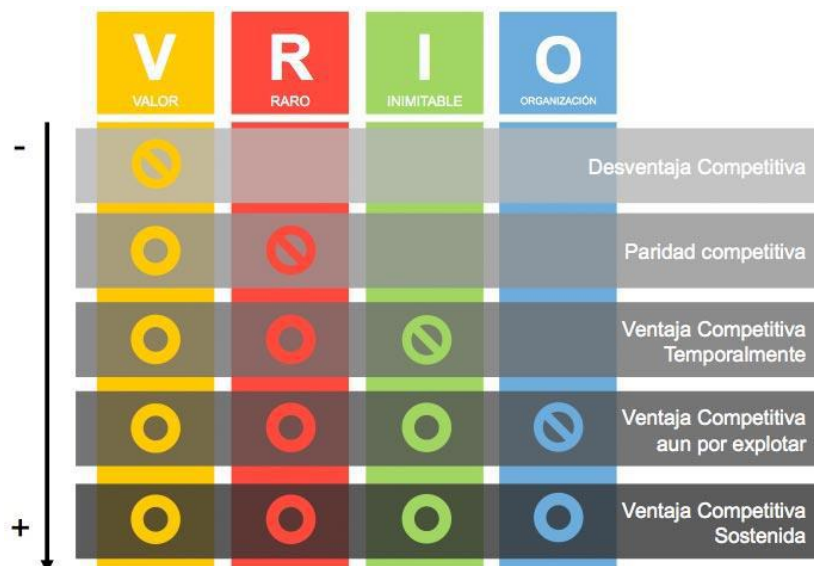 V R I O
VALOR RARO INIMITABLE ORGANIZACIÓN
-
Desventaja Competitiva
Paridad competitiva
Ventaja Competitiva
Temporalmente
Ventaja Competitiva
aun por explotar
+
Ventaja Competitiva
Sostenida